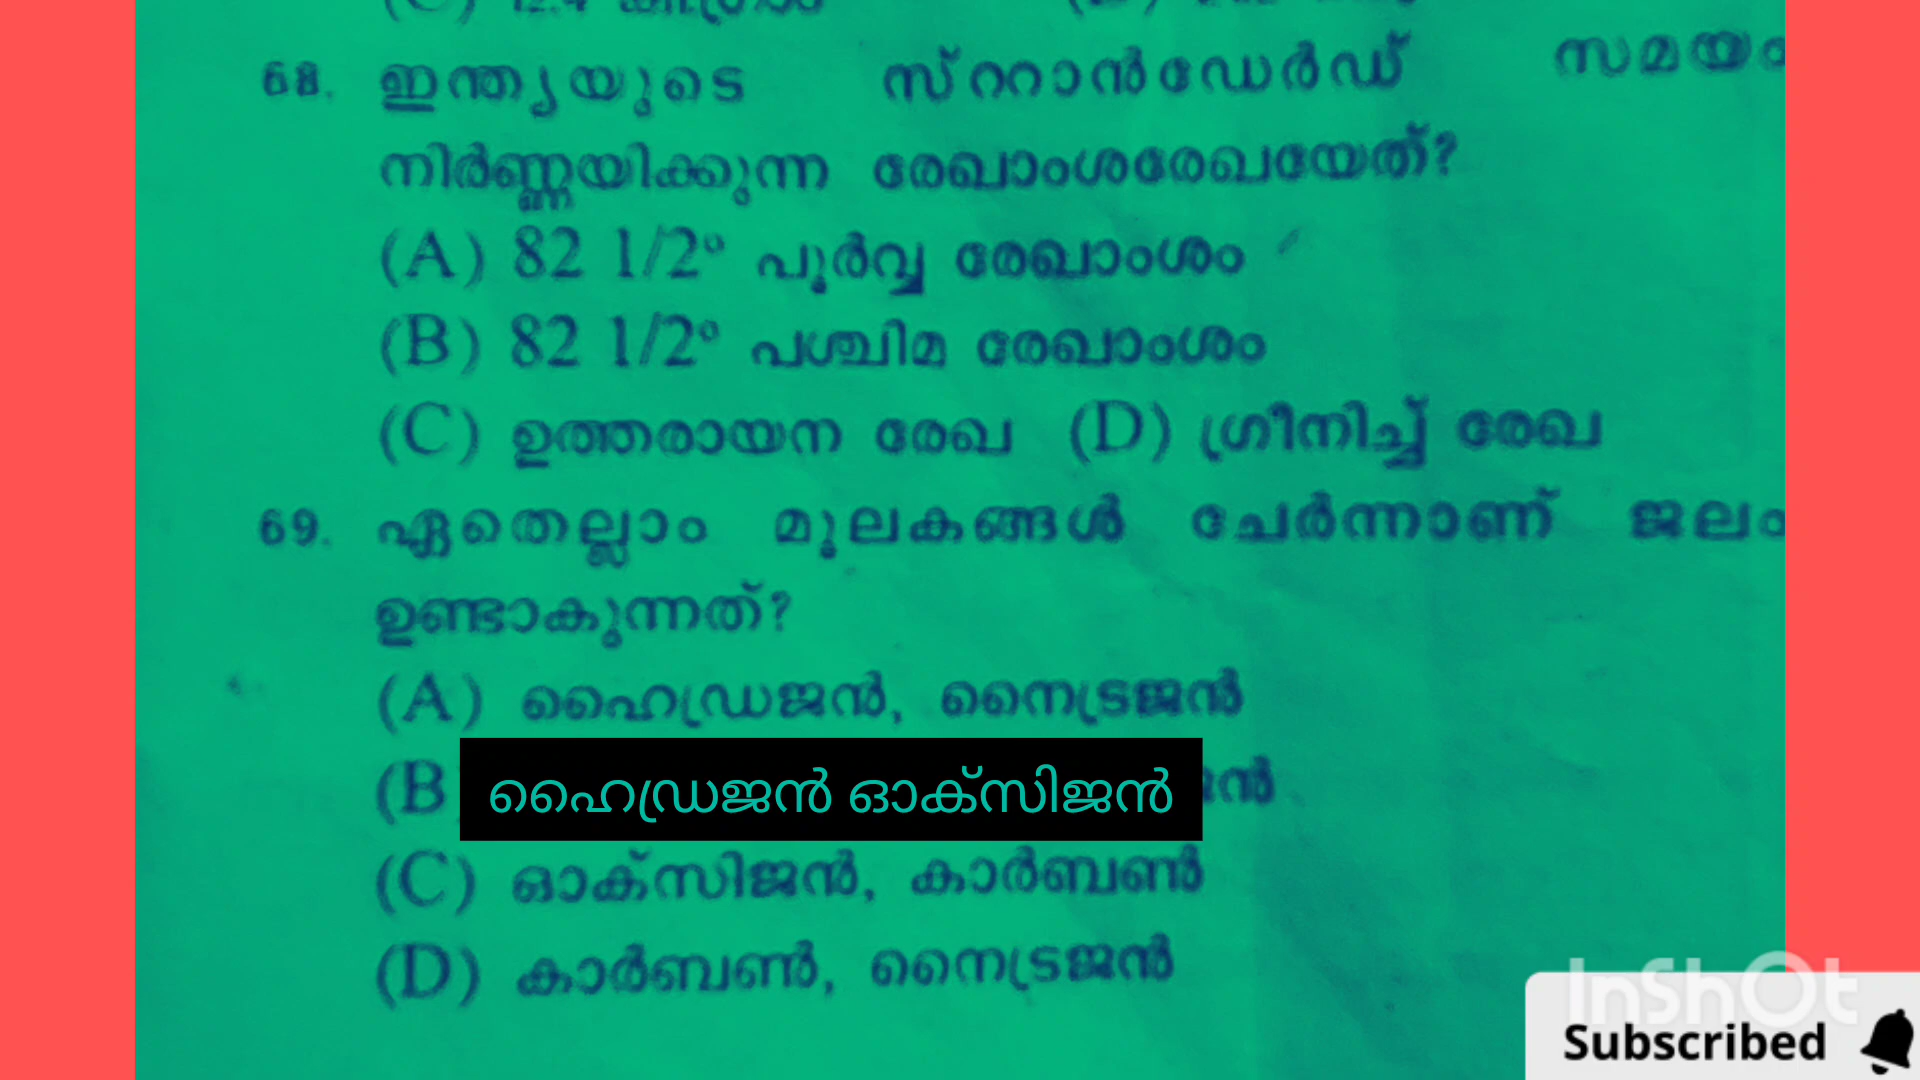 68. ഇന്ത്യയുടെ സ്ററാൻഡേർഡ് സമയം
നിർണ്ണയിക്കുന്ന രേഖാംശരേഖയേത്?
(A) 82 1/2° പൂർവ്വ രേഖാംശം
(B) 82 1/2° പശ്ചിമ രേഖാംശം
(C) ഉത്തരായന രേഖ (D) ഗ്രീനിച്ച് രേഖ
69. ഏതെല്ലാം മൂലകങ്ങൾ ചേർന്നാണ് ജലം
ഉണ്ടാകുന്നത്?
(A) ഹൈഡ്രജൻ, നൈട്രജൻ
(B ഹൈഡ്രജൻ ഓക്സിജൻ
(C) ഓക്സിജൻ, കാർബൺ
(D) കാർബൺ, നൈട്രജൻ
InShOt
Subscribed